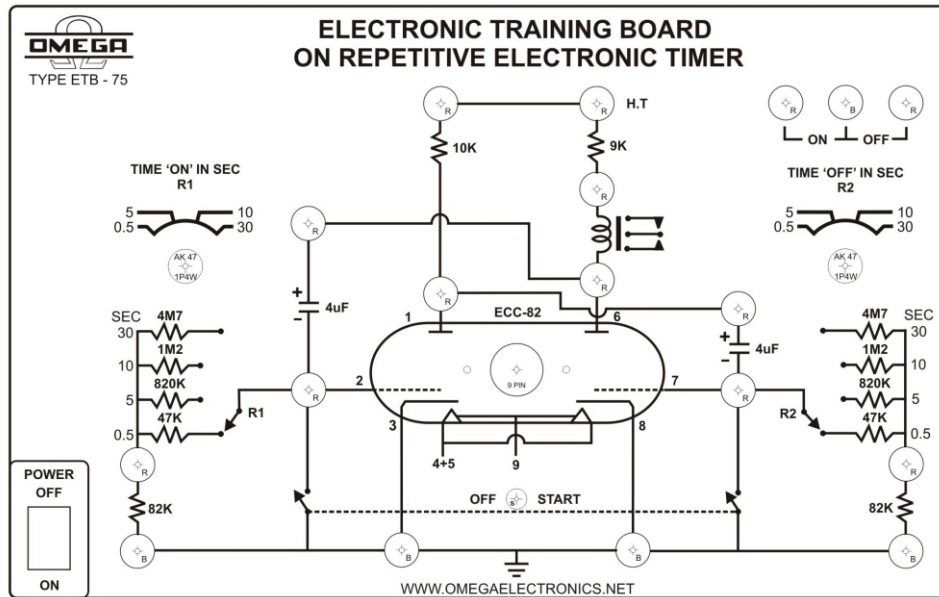 ELECTRONIC TRAINING BOARD
ON REPETITIVE ELECTRONIC TIMER
OMEGA
TYPE ETB - 75
R R H.T
R B R
ON OFF
10K 9K
TIME ‘ON’ IN SEC
R1
5 10
0.5 30
AK 47
1P4W
TIME ‘OFF’ IN SEC
R2
5 10
0.5 30
AK 47
1P4W
R
R
R
R
R
+
4uF
-
1 ECC-82 6
+
4uF
-
9 PIN
2 7
3 8
R
R
SEC
30 4M7
10 1M2
5 820K
0.5 47K
R1
R
82K
B
4M7 SEC
30
1M2 10
820K 5
47K 0.5
R2
R
82K
B
4+5 9
OFF S START
B B
POWER
OFF
ON
WWW.OMEGAELECTRONICS.NET